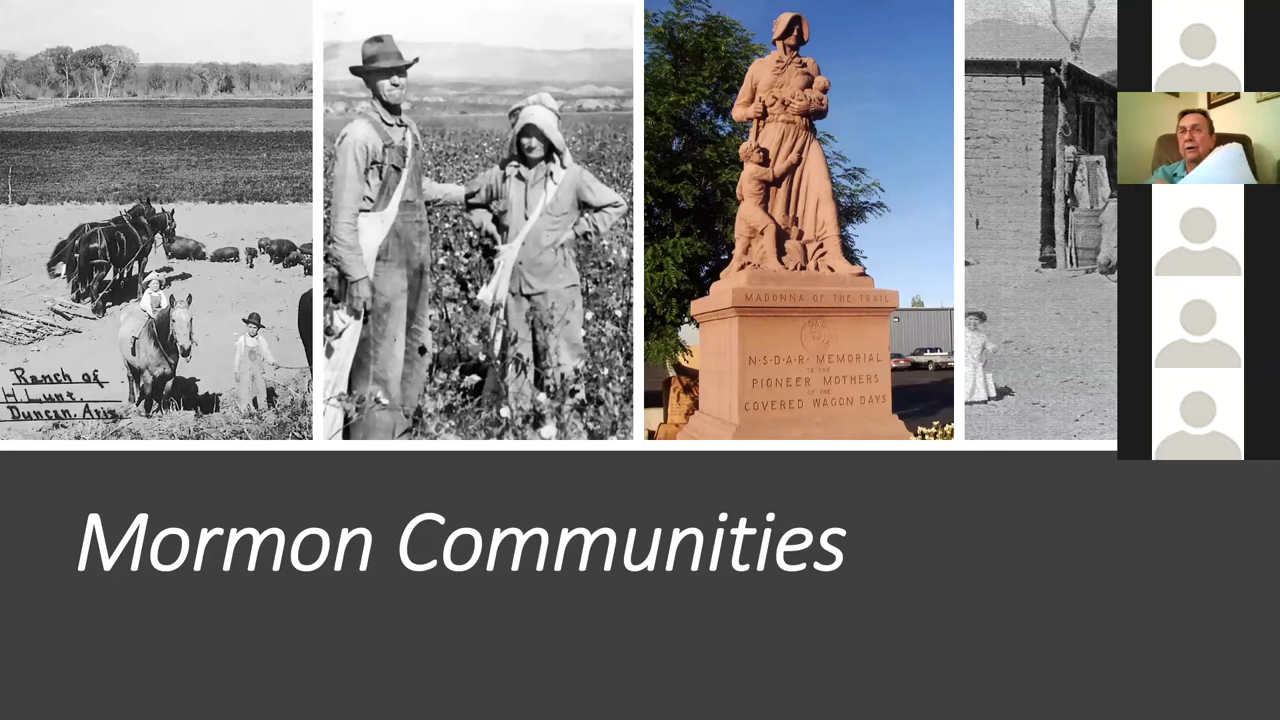 Ranch of
H. Lunt.
Duncan, Ariz.
MADONNA OF THE TRAIL
N·S·D·A·R· MEMORIAL
TO THE
PIONEER MOTHERS
OF THE
COVERED WAGON DAYS
Mormon Communities